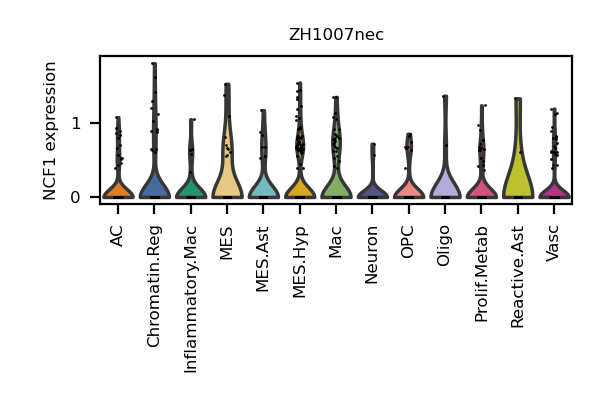 ZH1007nec
NCF1 expression
1
0
AC
Chromatin.Reg
Inflammatory.Mac
MES
MES.Ast
MES.Hyp
Mac
Neuron
OPC
Oligo
Prolif.Metab
Reactive.Ast
Vasc